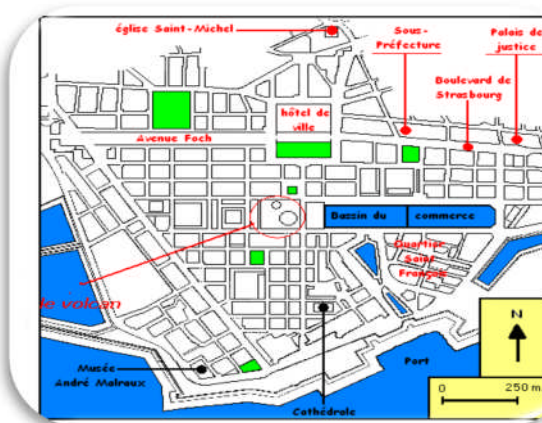 église Saint-Michel
Sous-
Préfecture
Palais de
justice
Boulevard de
Strasbourg
hôtel de
ville
Avenue Foch
Bassin du commerce
Quartier
Saint
François
le volcan
N
Musée
André Malraux
Port
0 250 m
Cathédrale